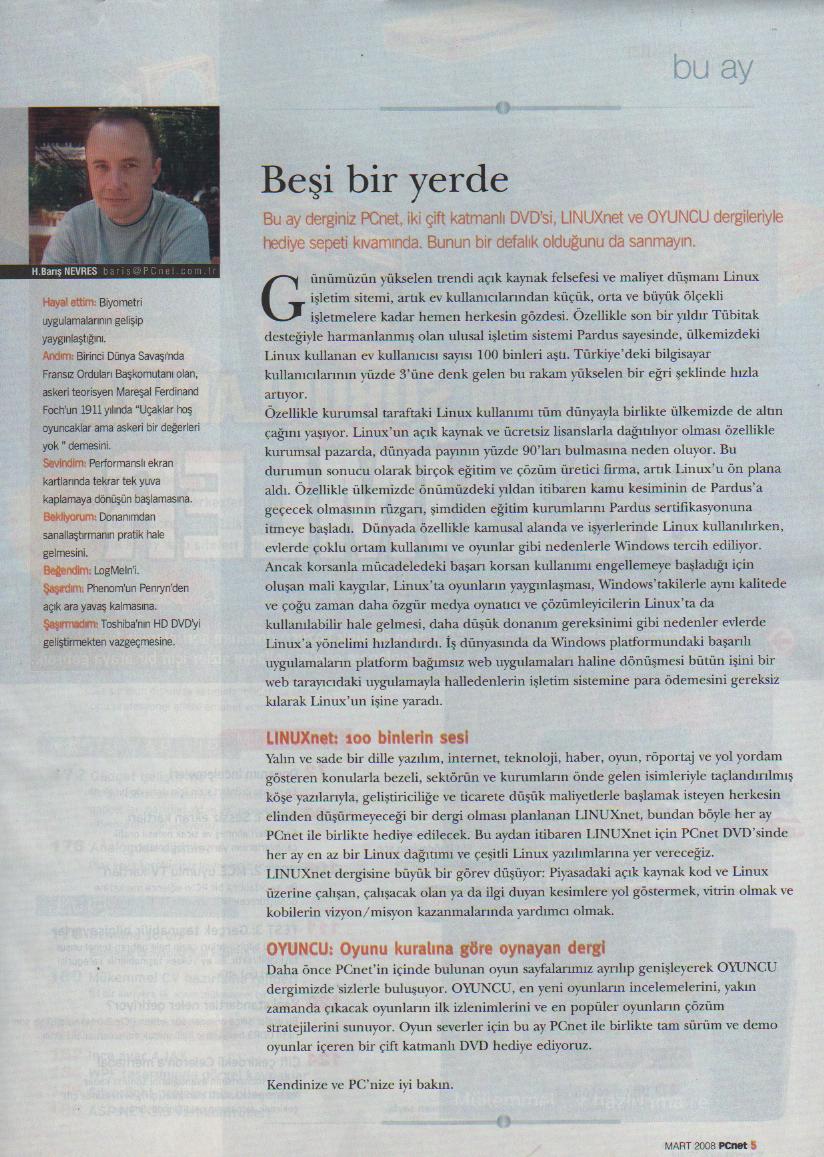 bu ay
H.Barış NEVRES baris@PCnet.com.tr
Hayal ettim: Biyometri
uygulamalarının gelişip
yaygınlaştığını.
Andım: Birinci Dünya Savaşı'nda
Fransız Orduları Başkomutanı olan,
askeri teorisyen Mareşal Ferdinand
Foch'un 1911 yılında "Uçaklar hoş
oyuncaklar ama askeri bir değerleri
yok " demesini.
Sevindim: Performanslı ekran
kartlarında tekrar tek yuva
kaplamaya dönüşün başlamasına.
Bekliyorum: Donanımdan
sanallaştırmanın pratik hale
gelmesini.
Beğendim: LogMeIn'i.
Şaşırdım: Phenom'un Penryn'den
açık ara yavaş kalmasına.
Şaşırmadım: Toshiba'nın HD DVD'yi
geliştirmekten vazgeçmesine.
Beşi bir yerde
Bu ay derginiz PCnet, iki çift katmanlı DVD'si, LINUXnet ve OYUNCU dergileriyle
hediye sepeti kıvamında. Bunun bir defalık olduğunu da sanmayın.
Günümüzün yükselen trendi açık kaynak felsefesi ve maliyet düşmanı Linux
işletim sitemi, artık ev kullanıcılarından küçük, orta ve büyük ölçekli
işletmelere kadar hemen herkesin gözdesi. Özellikle son bir yıldır Tübitak
desteğiyle harmanlanmış olan ulusal işletim sistemi Pardus sayesinde, ülkemizdeki
Linux kullanan ev kullanıcısı sayısı 100 binleri aştı. Türkiye'deki bilgisayar
kullanıcılarının yüzde 3'üne denk gelen bu rakam yükselen bir eğri şeklinde hızla
artıyor.
Özellikle kurumsal taraftaki Linux kullanımı tüm dünyayla birlikte ülkemizde de altın
çağını yaşıyor. Linux'un açık kaynak ve ücretsiz lisanslarla dağıtılıyor olması özellikle
kurumsal pazarda, dünyada payının yüzde 90'ları bulmasına neden oluyor. Bu
durumun sonucu olarak birçok eğitim ve çözüm üretici firma, artık Linux'u ön plana
aldı. Özellikle ülkemizde önümüzdeki yıldan itibaren kamu kesiminin de Pardus'a
geçecek olmasının rüzgarı, şimdiden eğitim kurumlarını Pardus sertifikasyonuna
itmeye başladı. Dünyada özellikle kamusal alanda ve işyerlerinde Linux kullanılırken,
evlerde çoklu ortam kullanımı ve oyunlar gibi nedenlerle Windows tercih ediliyor.
Ancak korsanla mücadeledeki başarı korsan kullanımı engellemeye başladığı için
oluşan mali kaygılar, Linux'ta oyunların yaygınlaşması, Windows'takilerle aynı kalitede
ve çoğu zaman daha özgür medya oynatıcı ve çözümleyicilerin Linux'ta da
kullanılabilir hale gelmesi, daha düşük donanım gereksinimi gibi nedenler evlerde
Linux'a yönelimi hızlandırdı. İş dünyasında da Windows platformundaki başarılı
uygulamaların platform bağımsız web uygulamaları haline dönüşmesi bütün işini bir
web tarayıcıdaki uygulamayla halledenlerin işletim sistemine para ödemesini gereksiz
kılarak Linux'un işine yaradı.
LINUXnet: 100 binlerin sesi
Yalın ve sade bir dille yazılım, internet, teknoloji, haber, oyun, röportaj ve yol yordam
gösteren konularla bezeli, sektörün ve kurumların önde gelen isimleriyle taçlandırılmış
köşe yazılarıyla, geliştiriciliğe ve ticarete düşük maliyetlerle başlamak isteyen herkesin
elinden düşürmeyeceği bir dergi olması planlanan LINUXnet, bundan böyle her ay
PCnet ile birlikte hediye edilecek. Bu aydan itibaren LINUXnet için PCnet DVD'sinde
her ay en az bir Linux dağıtımı ve çeşitli Linux yazılımlarına yer vereceğiz.
LINUXnet dergisine büyük bir görev düşüyor: Piyasadaki açık kaynak kod ve Linux
üzerine çalışan, çalışacak olan ya da ilgi duyan kesimlere yol göstermek, vitrin olmak ve
kobilerin vizyon/misyon kazanmalarında yardımcı olmak.
OYUNCU: Oyunu kuralına göre oynayan dergi
Daha önce PCnet'in içinde bulunan oyun sayfalarımız ayrılıp genişleyerek OYUNCU
dergimizde sizlerle buluşuyor. OYUNCU, en yeni oyunların incelemelerini, yakın
zamanda çıkacak oyunların ilk izlenimlerini ve en popüler oyunların çözüm
stratejilerini sunuyor. Oyun severler için bu ay PCnet ile birlikte tam sürüm ve demo
oyunlar içeren bir çift katmanlı DVD hediye ediyoruz.
Kendinize ve PC'nize iyi bakın.
MART 2008 PCnet 5